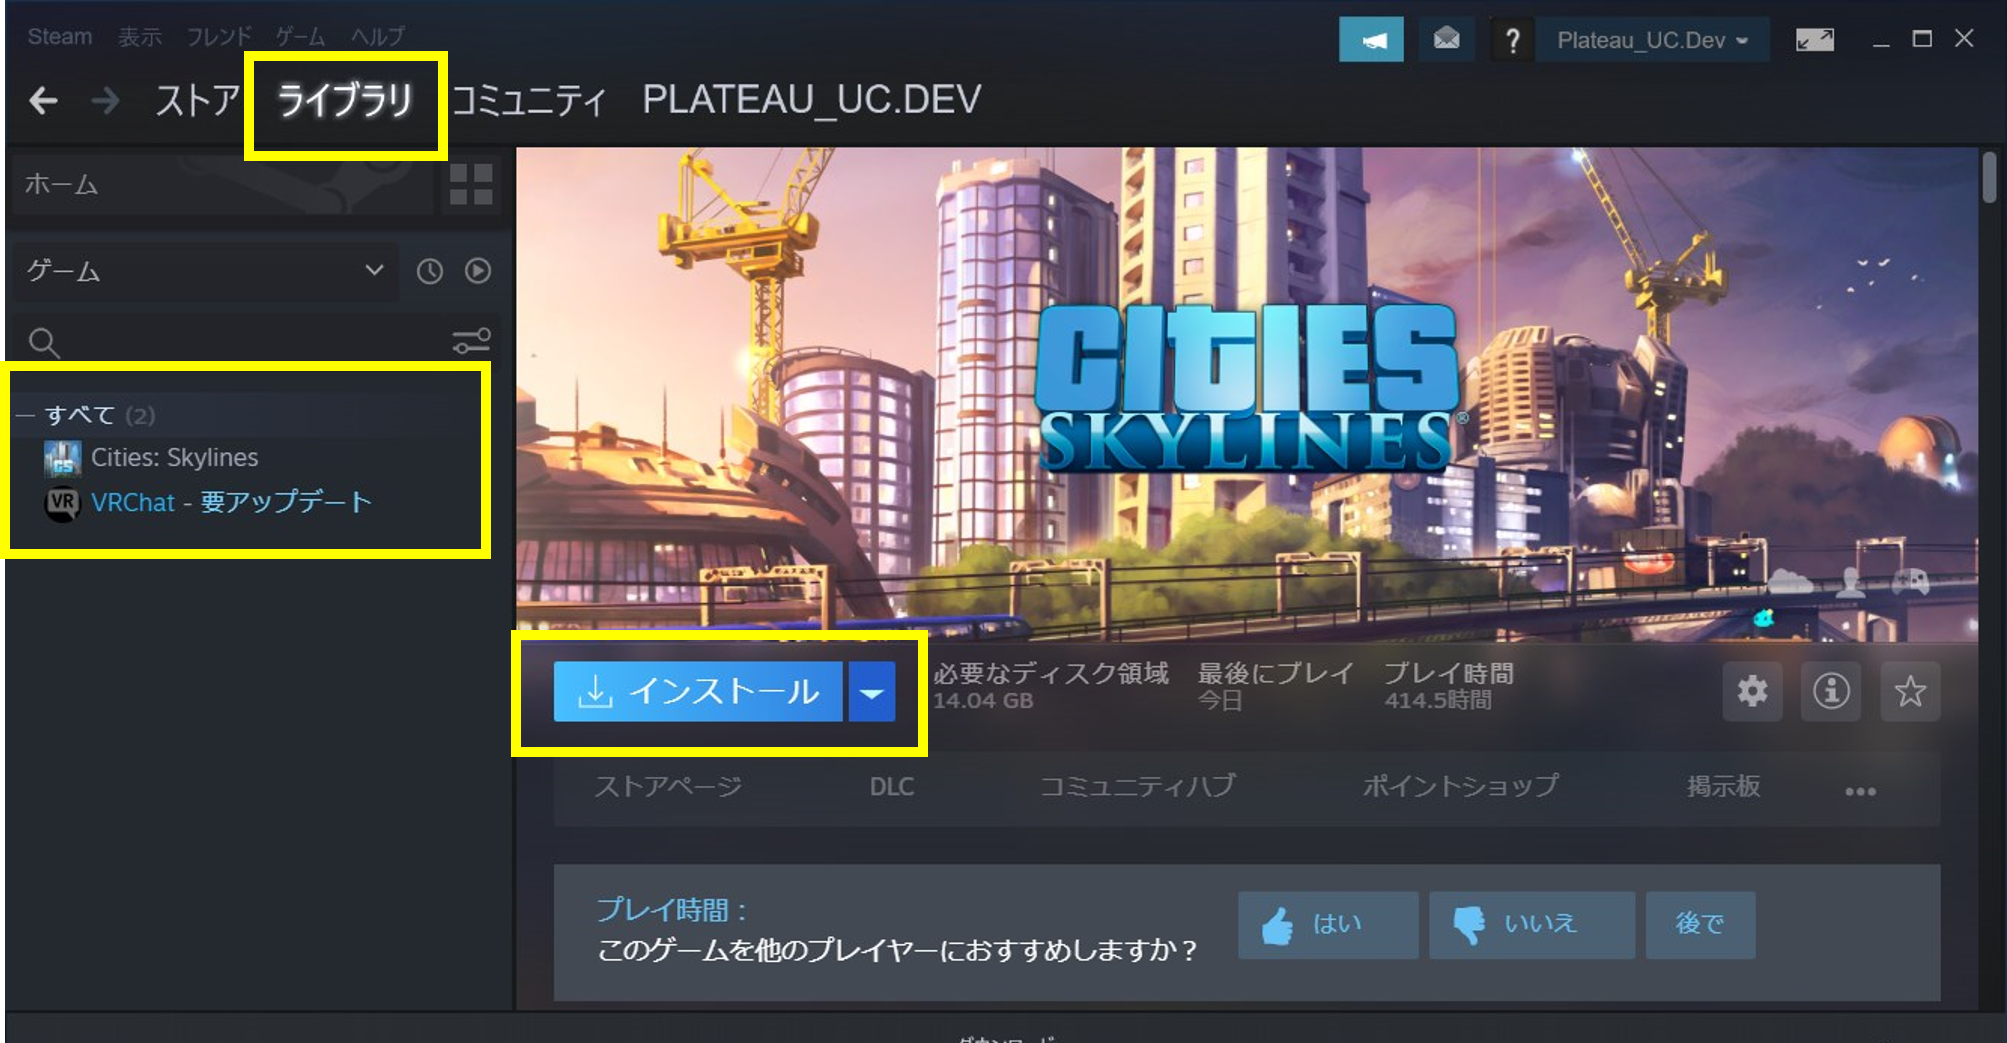 Steam 表示 フレンド ゲーム ヘルプ
? Plateau_UC.Dev
ストア ライブラリ コミュニティ PLATEAU_UC.DEV
ホーム
ゲーム
すべて (2)
Cities: Skylines
VRChat - 要アップデート
CITIES
SKYLINES®
インストール
必要なディスク領域 最後にプレイ プレイ時間
14.04 GB 今日 414.5時間
ストアページ DLC コミュニティハブ ポイントショップ 掲示板 •••
プレイ時間：
このゲームを他のプレイヤーにおすすめしますか？
はい いいえ 後で
ダウンロード